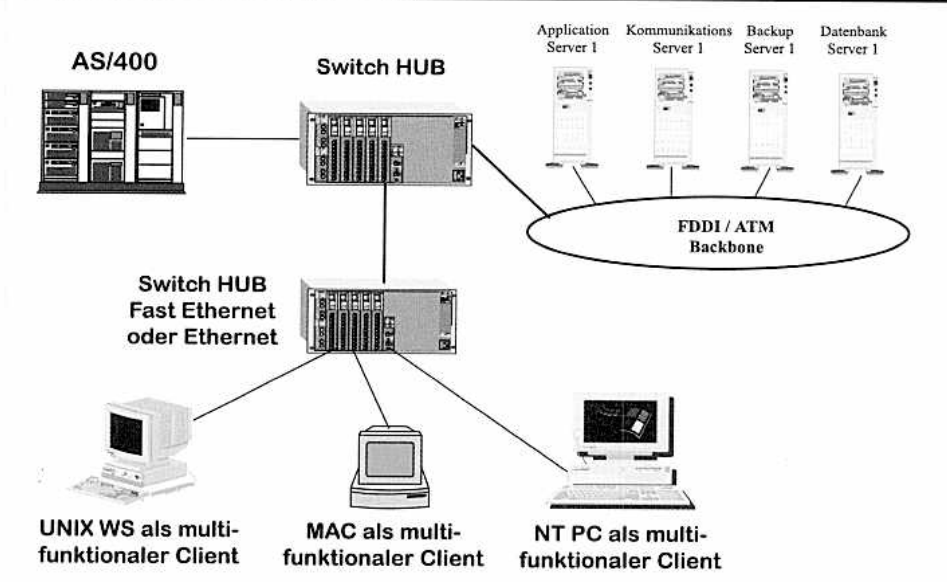 Application
Server 1
Kommunikations
Server 1
Backup
Server 1
Datenbank
Server 1
AS/400
Switch HUB
FDDI / ATM
Backbone
Switch HUB
Fast Ethernet
oder Ethernet
UNIX WS als multi-
funktionaler Client
MAC als multi-
funktionaler Client
NT PC als multi-
funktionaler Client